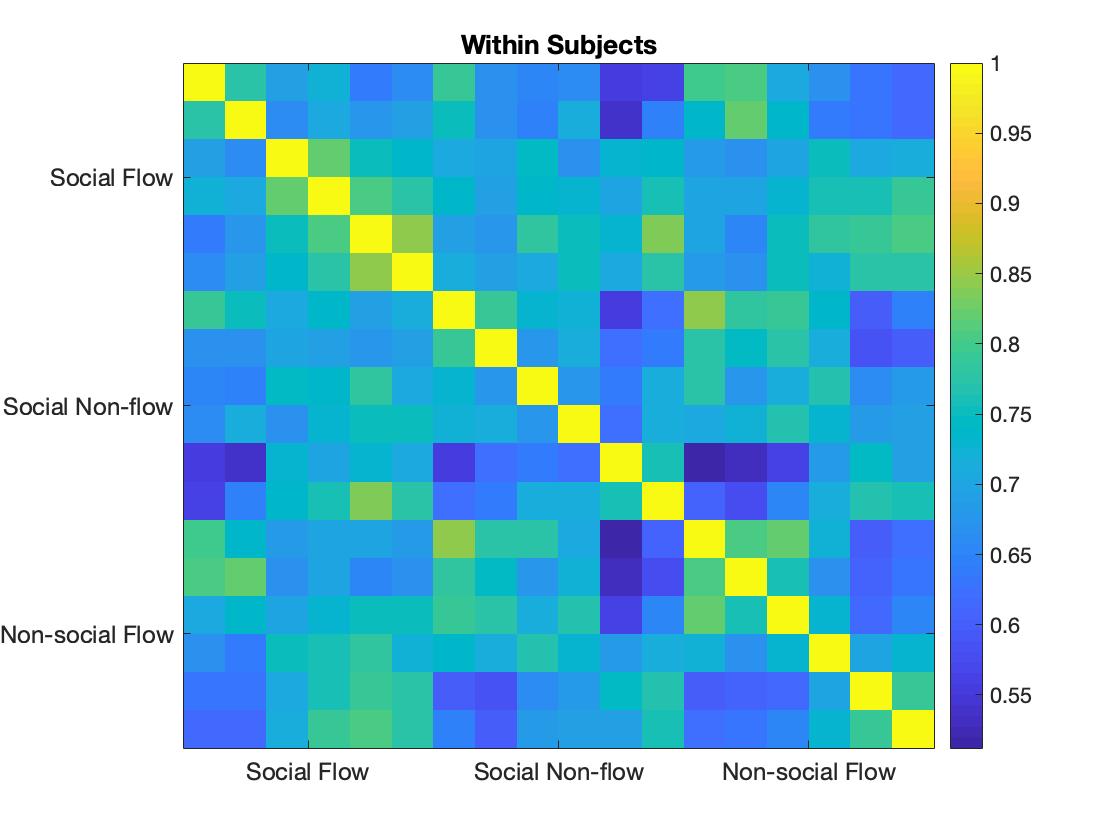 Within Subjects
Social Flow
Social Non-flow
Non-social Flow
Social Flow
Social Non-flow
Non-social Flow
1
0.95
0.9
0.85
0.8
0.75
0.7
0.65
0.6
0.55